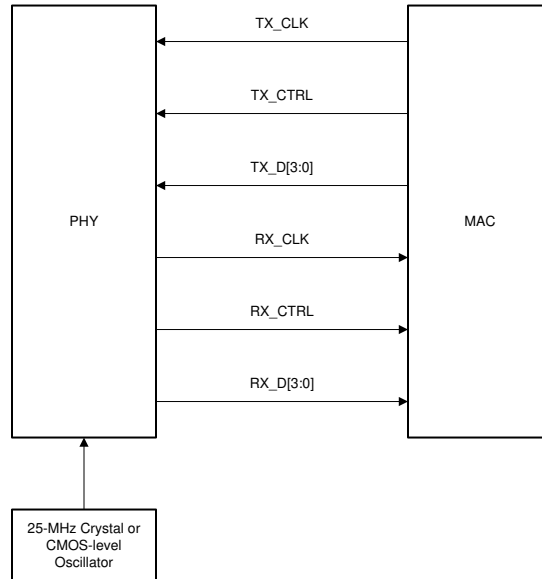 TX_CLK
TX_CTRL
TX_D[3:0]
PHY
MAC
RX_CLK
RX_CTRL
RX_D[3:0]
25-MHz Crystal or
CMOS-level
Oscillator